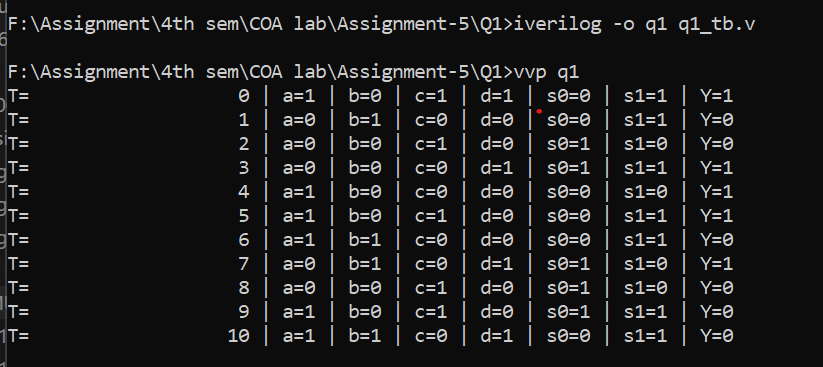 F:\Assignment\4th sem\COA lab\Assignment-5\Q1>iverilog -o q1 q1_tb.v
F:\Assignment\4th sem\COA lab\Assignment-5\Q1>vvp q1
T=                   0 | a=1 | b=0 | c=1 | d=1 | s0=0 | s1=1 | Y=1
T=                   1 | a=0 | b=1 | c=0 | d=0 | s0=0 | s1=1 | Y=0
T=                   2 | a=0 | b=0 | c=1 | d=0 | s0=1 | s1=0 | Y=0
T=                   3 | a=0 | b=0 | c=0 | d=1 | s0=1 | s1=1 | Y=1
T=                   4 | a=1 | b=0 | c=0 | d=0 | s0=0 | s1=0 | Y=1
T=                   5 | a=1 | b=0 | c=1 | d=0 | s0=0 | s1=1 | Y=1
T=                   6 | a=1 | b=1 | c=0 | d=0 | s0=0 | s1=1 | Y=0
T=                   7 | a=0 | b=1 | c=0 | d=1 | s0=1 | s1=0 | Y=1
T=                   8 | a=0 | b=0 | c=1 | d=0 | s0=1 | s1=0 | Y=0
T=                   9 | a=1 | b=0 | c=1 | d=0 | s0=1 | s1=1 | Y=0
T=                  10 | a=1 | b=1 | c=0 | d=1 | s0=0 | s1=1 | Y=0